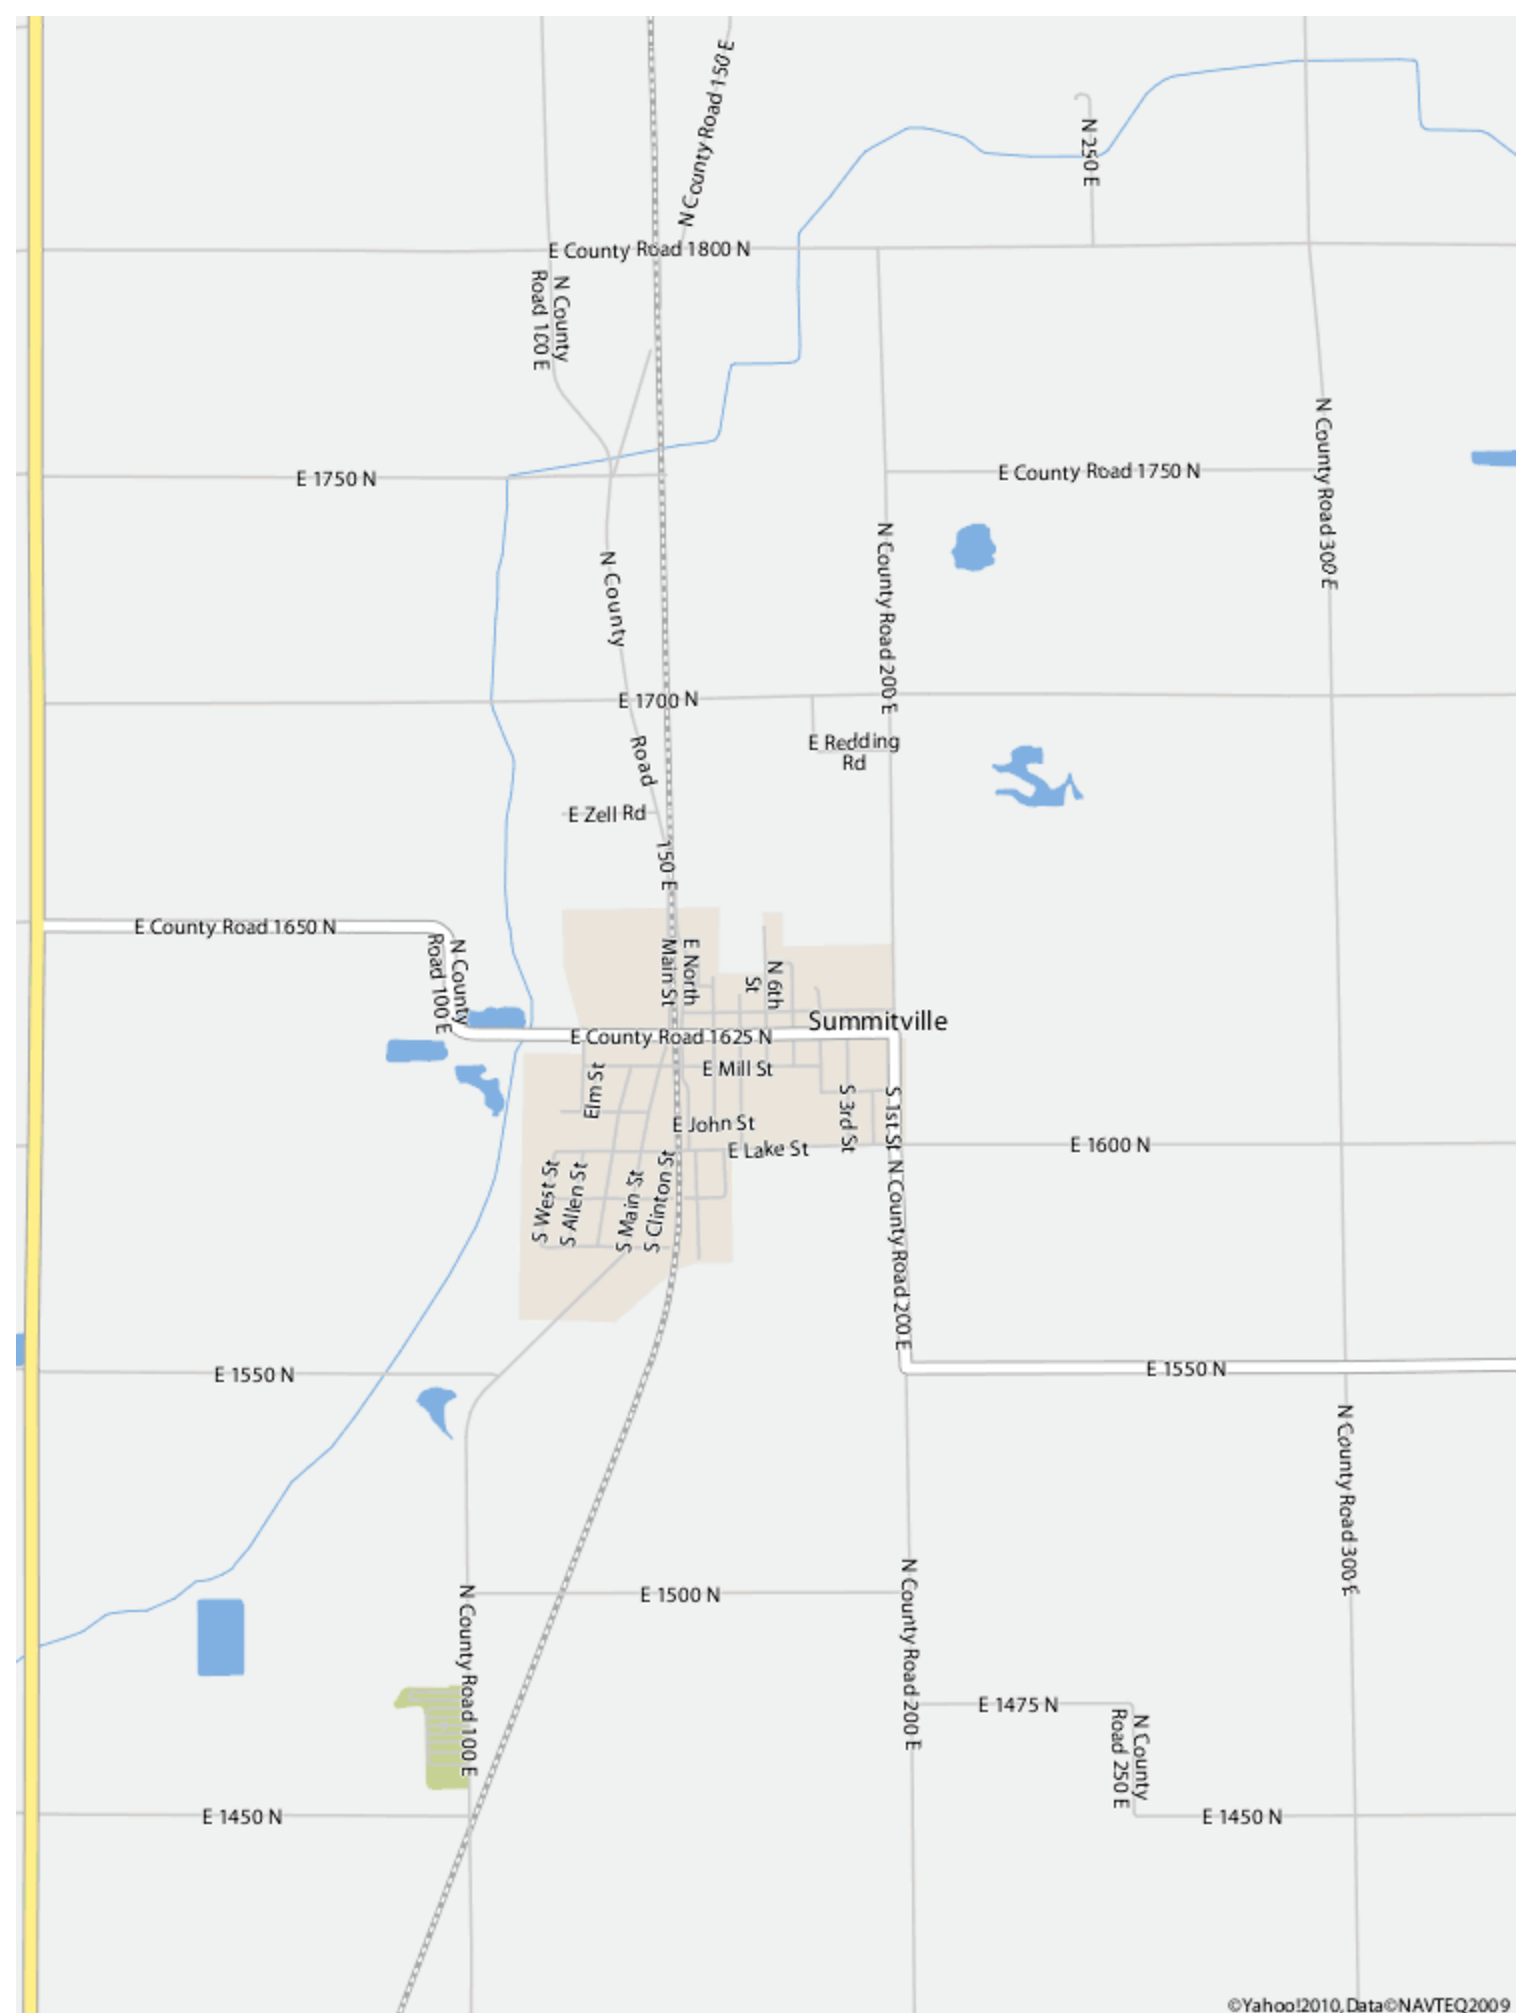 N County Road 150 E
N 250 E
E County Road 1800 N
N County
Road 100 E
N County Road 300 E
E 1750 N
E County Road 1750 N
N County Road 200 E
N County
E 1700 N
E Redding
Rd
Road
E Zell Rd
150 E
E County Road 1650 N
N County
Road 100 E
Main St
E North
St
N 6th
Summitville
E County Road 1625 N
E Mill St
Elm St
S 3rd St
S 1st St
E John St
E Lake St
E 1600 N
S West St
S Allen St
S Main St
S Clinton St
N County Road 200 E
E 1550 N
E 1550 N
N County Road 300 E
E 1500 N
N County Road 100 E
N County Road 200 E
E 1475 N
N County
Road 250 E
E 1450 N
E 1450 N
©Yahoo!2010, Data©NAVTEQ2009